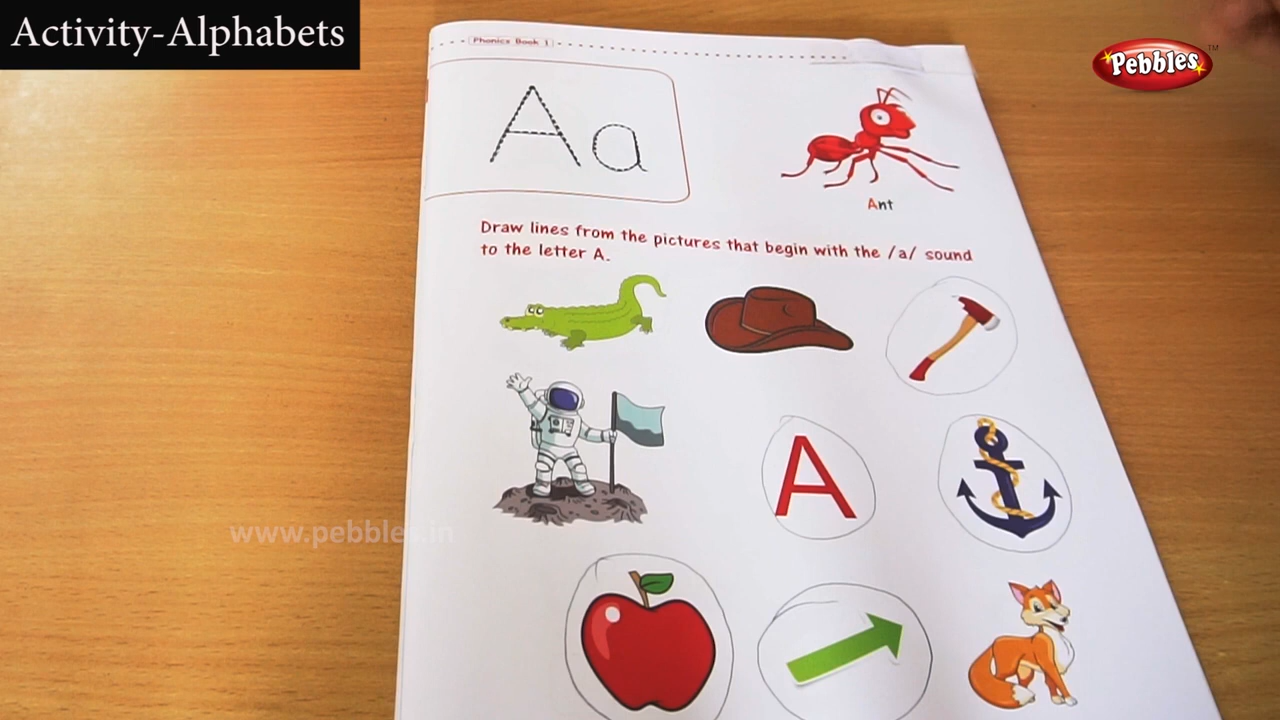 Activity-Alphabets
Pebbles™
Phonics Book 1
Aa
Ant
Draw lines from the pictures that begin with the /a/ sound
to the letter A.
A
www.pebbles.in